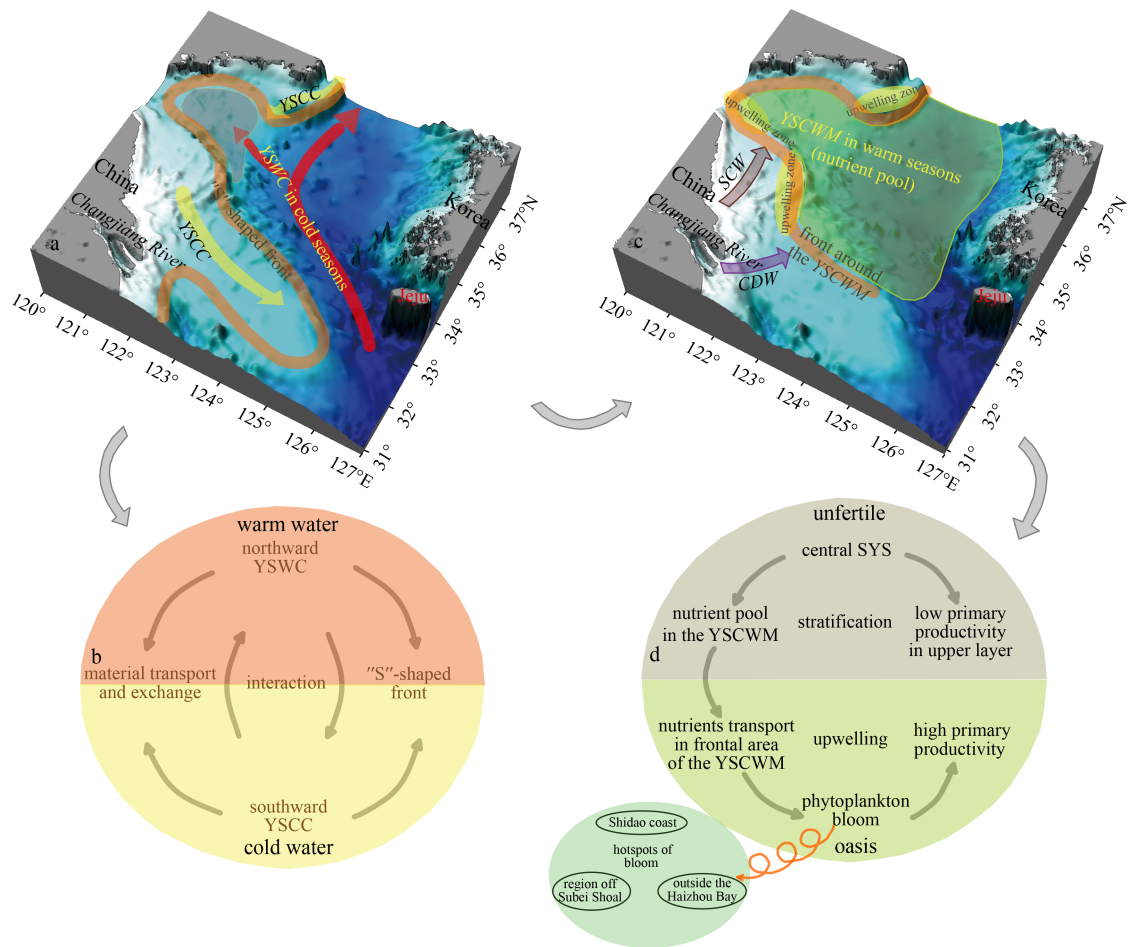 YSCC
YSWC in cold seasons
"S"-shaped front
YSCC
China
Changjiang River
Korea
Jeju
a
120°
121°
122°
123°
124°
125°
126°
127°E
31°
32°
33°
34°
35°
36°
37°N
upwelling zone
upwelling zone
upwelling zone
YSCWM in warm seasons
(nutrient pool)
SCW
China
Changjiang River
CDW
front around
the YSCWM
Korea
Jeju
c
120°
121°
122°
123°
124°
125°
126°
127°E
31°
32°
33°
34°
35°
36°
37°N
warm water
northward
YSWC
b
material transport
and exchange
interaction
"S"-shaped
front
southward
YSCC
cold water
unfertile
central SYS
nutrient pool
in the YSCWM
stratification
low primary
productivity
in upper layer
d
nutrients transport
in frontal area
of the YSCWM
upwelling
high primary
productivity
phytoplankton
bloom
oasis
Shidao coast
hotspots of
bloom
region off
Subei Shoal
outside the
Haizhou Bay